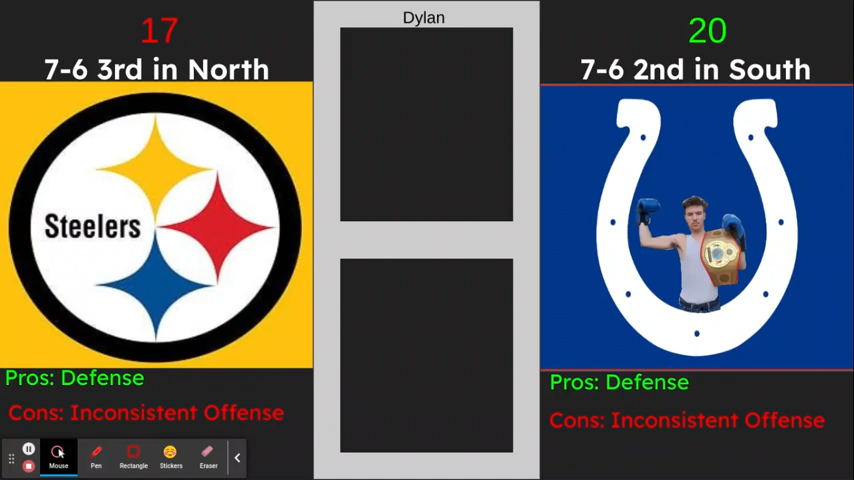 17
7-6 3rd in North
Steelers
Pros: Defense
Cons: Inconsistent Offense
Dylan
20
7-6 2nd in South
Pros: Defense
Cons: Inconsistent Offense
Mouse
Pen
Rectangle
Stickers
Eraser